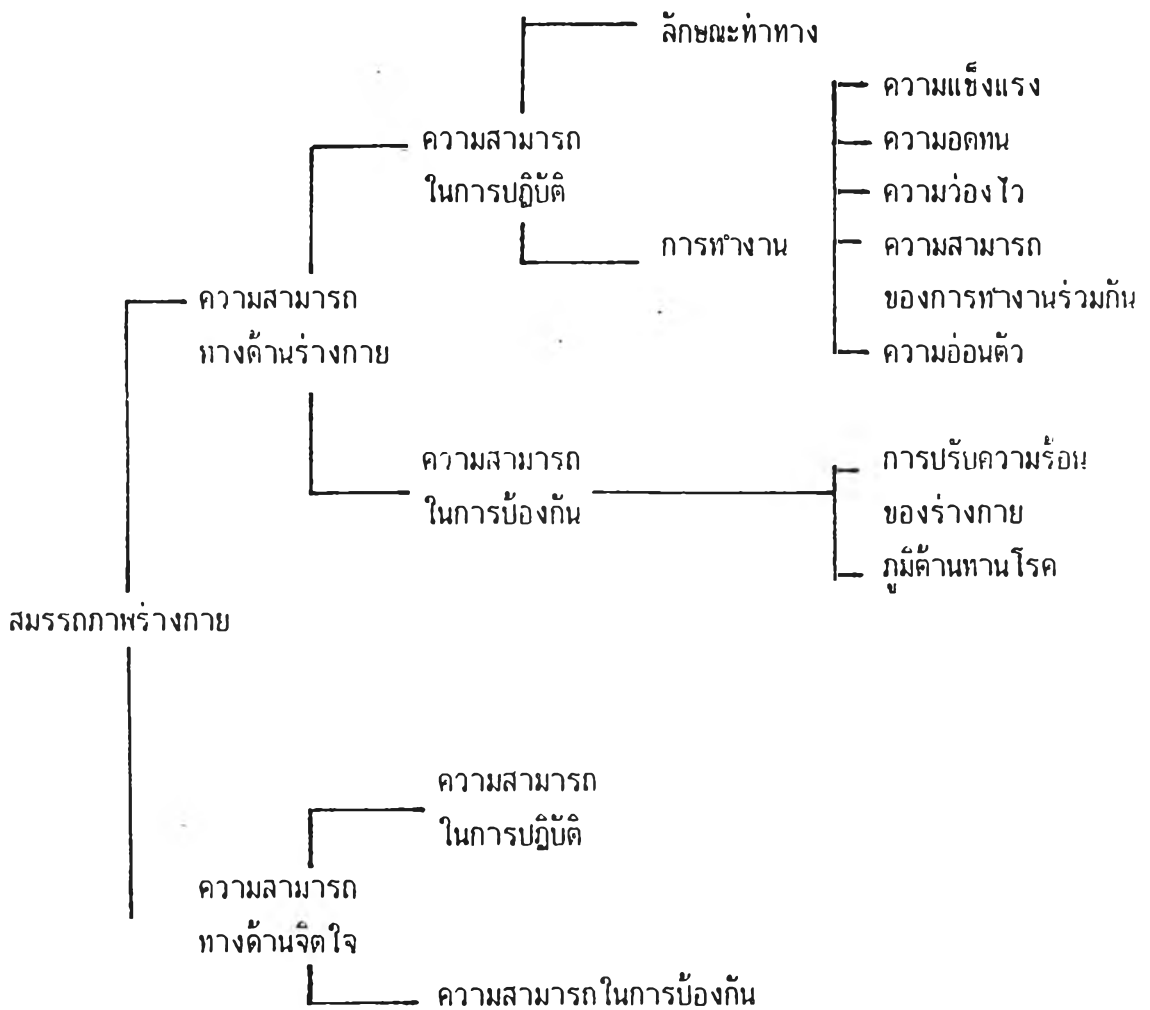 ลักษณะท่าทาง
ความแข็งแรง
ความสามารถ
ในการปฏิบัติ
ความอดทน
ความว่องไว
การทำงาน
ความสามารถ
ของการทำงานร่วมกัน
ความอ่อนตัว
ความสามารถ
ทางด้านร่างกาย
ความสามารถ
ในการป้องกัน
การปรับความร้อน
ของร่างกาย
ภูมิต้านทานโรค
สมรรถภาพร่างกาย
ความสามารถ
ในการปฏิบัติ
ความสามารถ
ทางด้านจิตใจ
ความสามารถในการป้องกัน